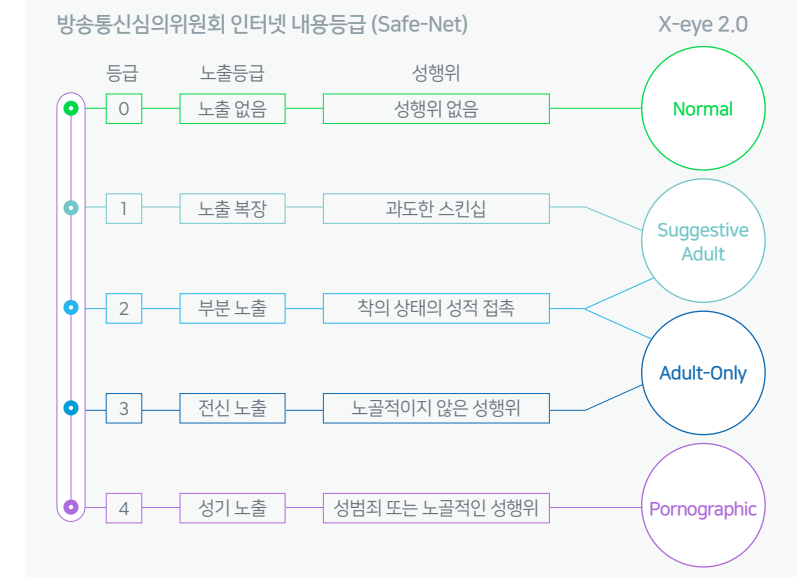 방송통신심의위원회 인터넷 내용등급 (Safe-Net)
X-eye 2.0
등급 노출등급 성행위
0 노출 없음 성행위 없음 Normal
1 노출 복장 과도한 스킨십
Suggestive
Adult
2 부분 노출 착의 상태의 성적 접촉
Adult-Only
3 전신 노출 노골적이지 않은 성행위
4 성기 노출 성범죄 또는 노골적인 성행위 Pornographic